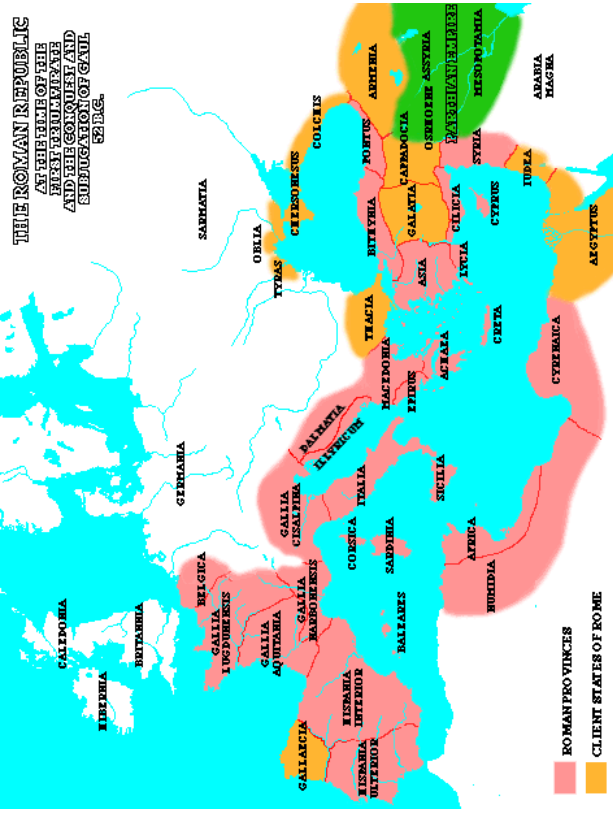 THE ROMAN REPUBLIC
AT THE TIME OF THE
FIRST TRIUMVIRATE
AND THE CONQUEST AND
SUBJUGATION OF GAUL
52 B.C.
CALEDONIA
HIBERNIA
BRITANNIA
GERMANIA
SARMATIA
BELGICA
GALLIA
LUGDUNENSIS
GALLIA
AQUITANIA
GALLIA
NARBONENSIS
GALLIA
CISALPINA
GALLAECIA
HISPANIA
INTERIOR
HISPANIA
ULTERIOR
BALEARES
CORSICA
SARDINIA
ITALIA
SICILIA
DALMATIA
ILLYRICUM
MACEDONIA
EPIRUS
ACHAEA
THACIA
TYRAS
OBLIA
CHERSONESUS
COLCHIS
ARMENIA
PONTUS
BITHYNIA
GALATIA
CAPPADOCIA
ASIA
LYCIA
CILICIA
CYPRUS
CRETA
SYRIA
OSRHOENE
ASSYRIA
PARTHIAN EMPIRE
MESOPOTAMIA
ARABIA
MAGNA
IUDEA
AEGYPTUS
CYRENAICA
AFRICA
NUMIDIA
ROMAN PROVINCES
CLIENT STATES OF ROME